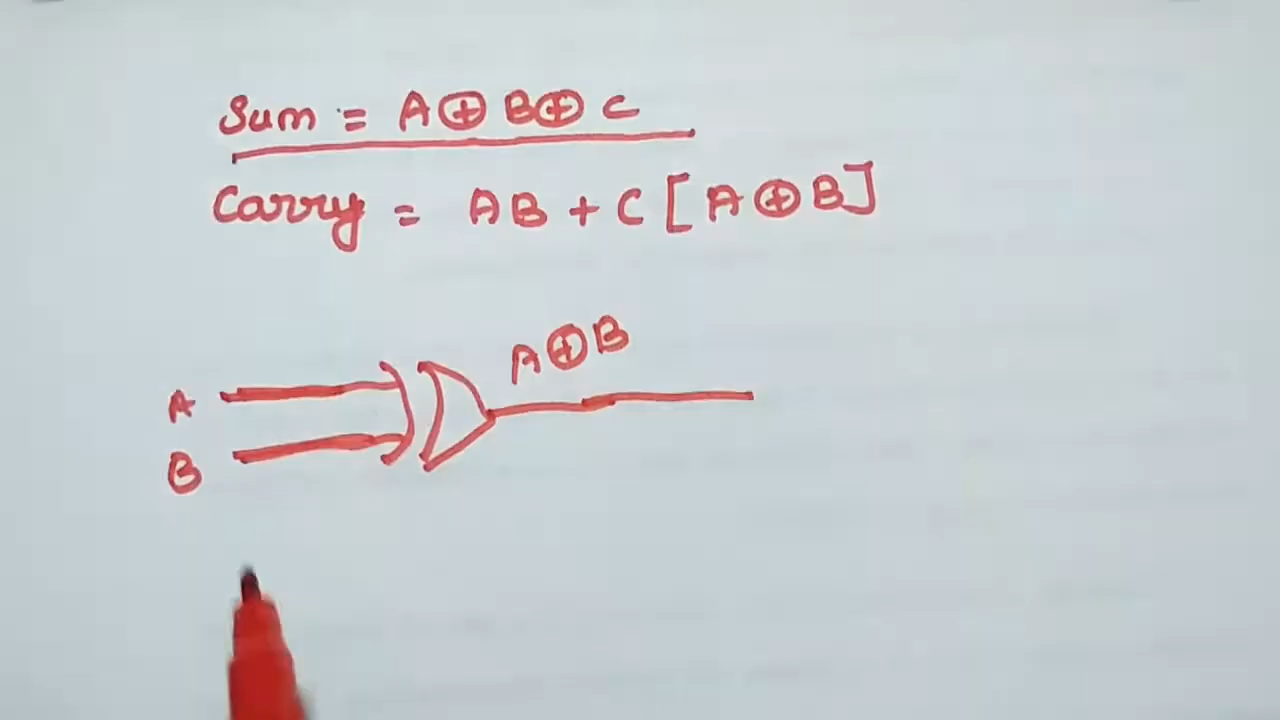 Sum = A ⊕ B ⊕ C
Carry = AB + C [A ⊕ B]
A ⊕ B
A
B